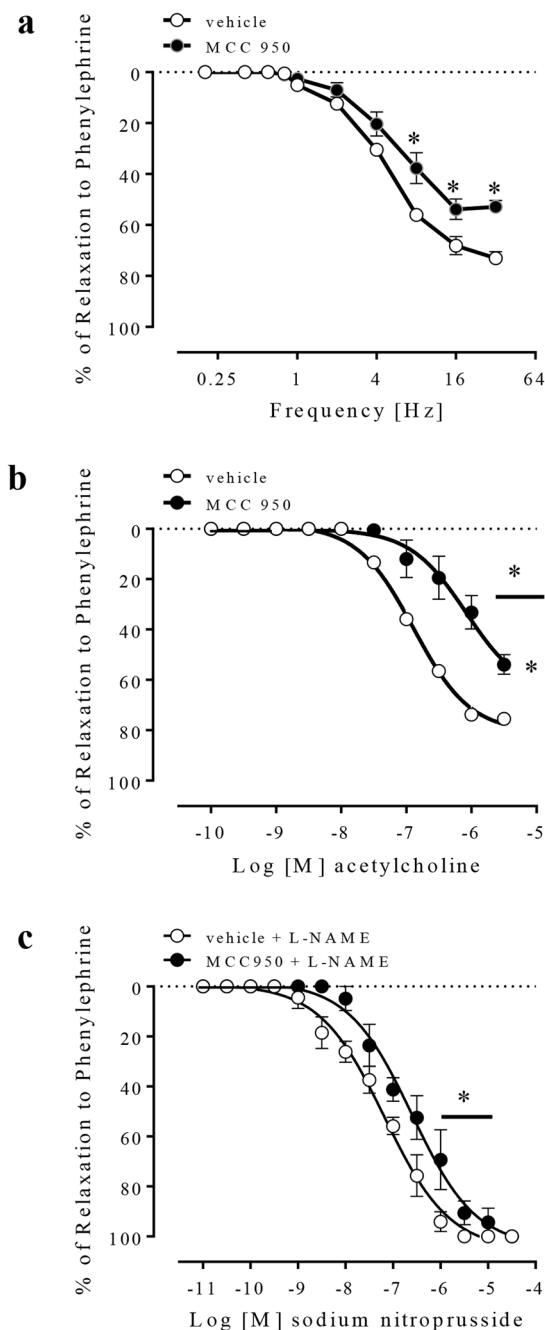 a
vehicle
MCC 950
% of Relaxation to Phenylephrine
0
20
40
60
80
100
* * *
0.25 1 4 16 64
Frequency [Hz]
b
vehicle
MCC 950
% of Relaxation to Phenylephrine
0
20
40
60
80
100
*
*
-10 -9 -8 -7 -6 -5
Log [M] acetylcholine
c
vehicle + L-NAME
MCC950 + L-NAME
% of Relaxation to Phenylephrine
0
20
40
60
80
100
*
-11 -10 -9 -8 -7 -6 -5 -4
Log [M] sodium nitroprusside